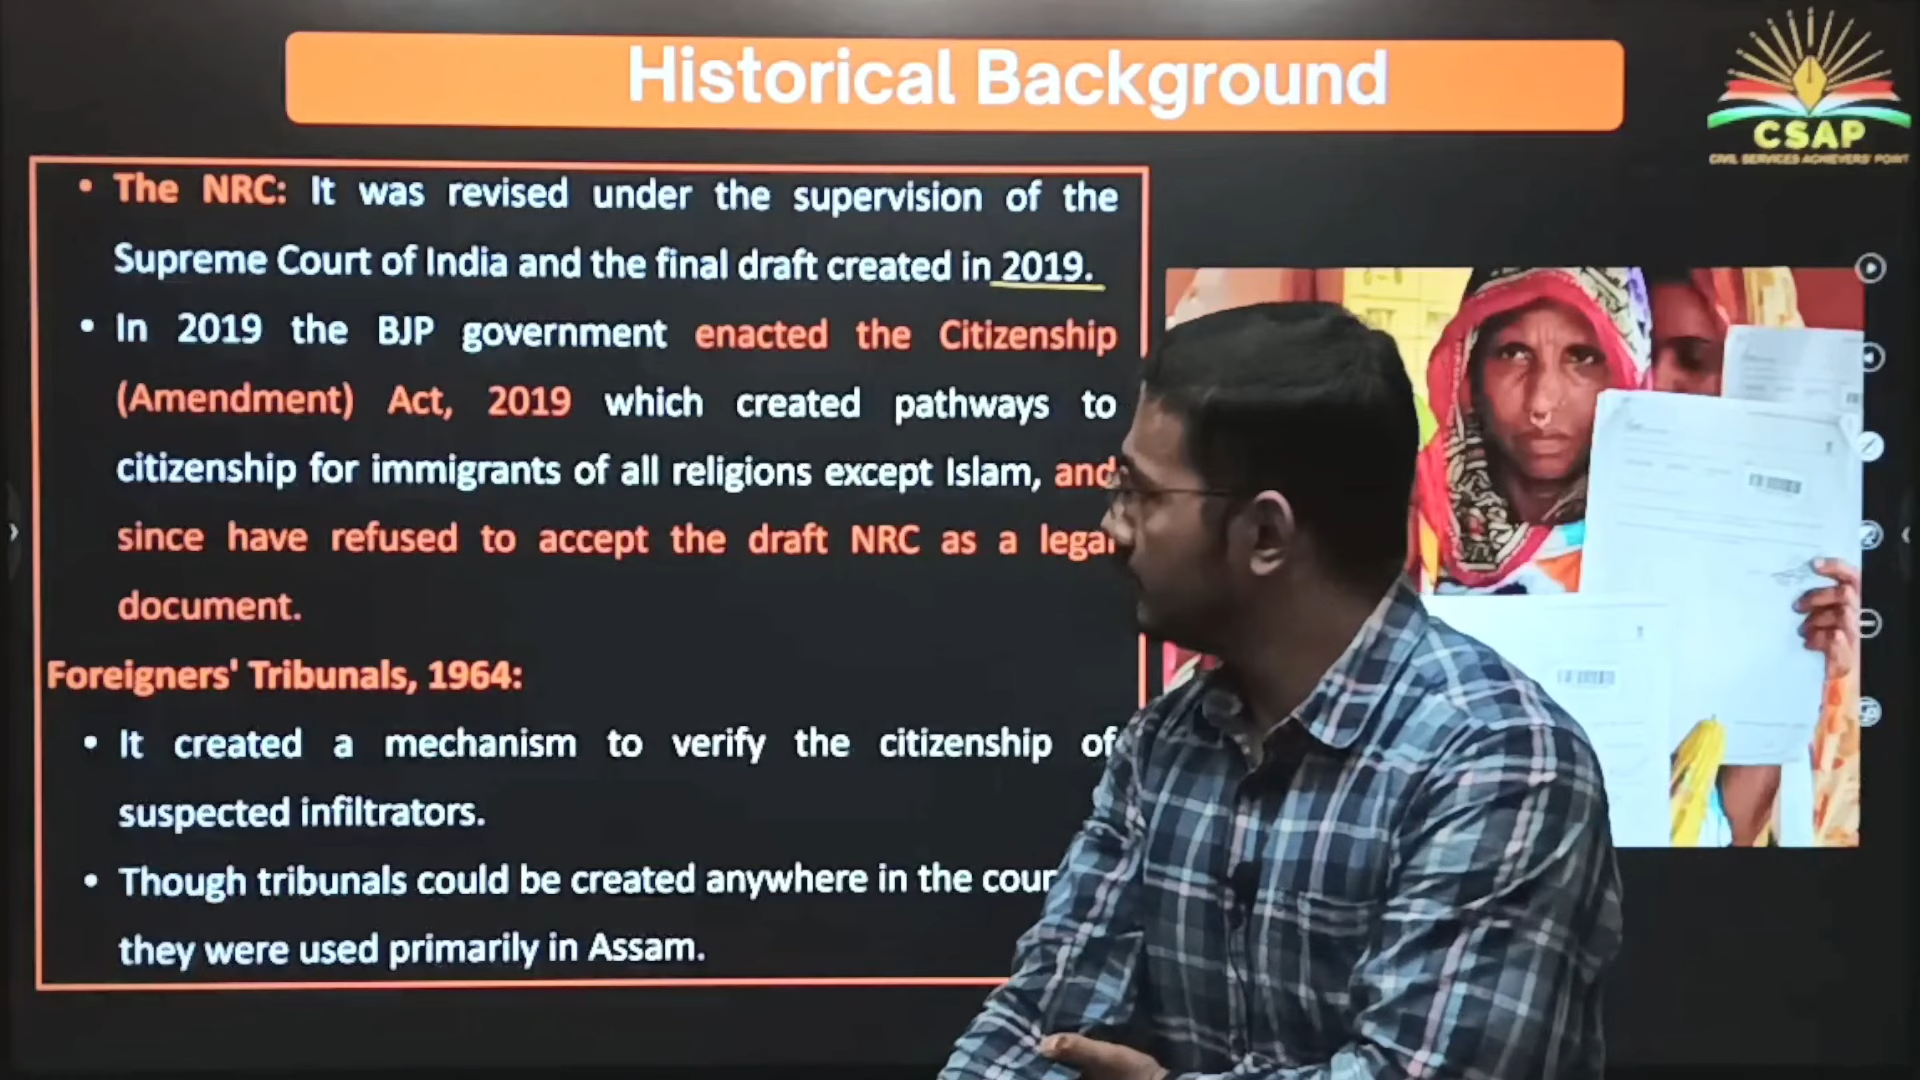 Historical Background
CSAP
CIVIL SERVICES ACHIEVERS' POINT
• The NRC: It was revised under the supervision of the
Supreme Court of India and the final draft created in 2019.
• In 2019 the BJP government enacted the Citizenship
(Amendment) Act, 2019 which created pathways to
citizenship for immigrants of all religions except Islam, and
since have refused to accept the draft NRC as a legal
document.
Foreigners' Tribunals, 1964:
• It created a mechanism to verify the citizenship of
suspected infiltrators.
• Though tribunals could be created anywhere in the
they were used primarily in Assam.